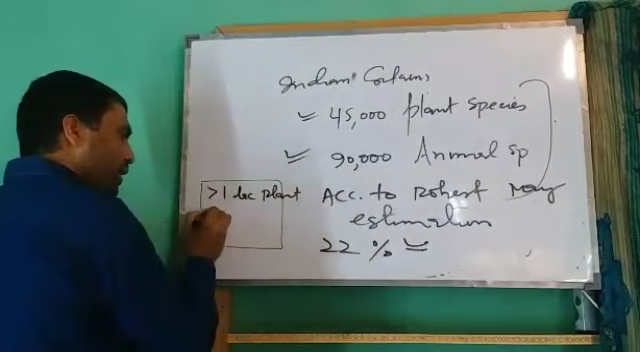 Indian Contains
45,000 plant species
90,000 Animal sp
>1 lac plant
Acc. to Robert May
estimation
22 %